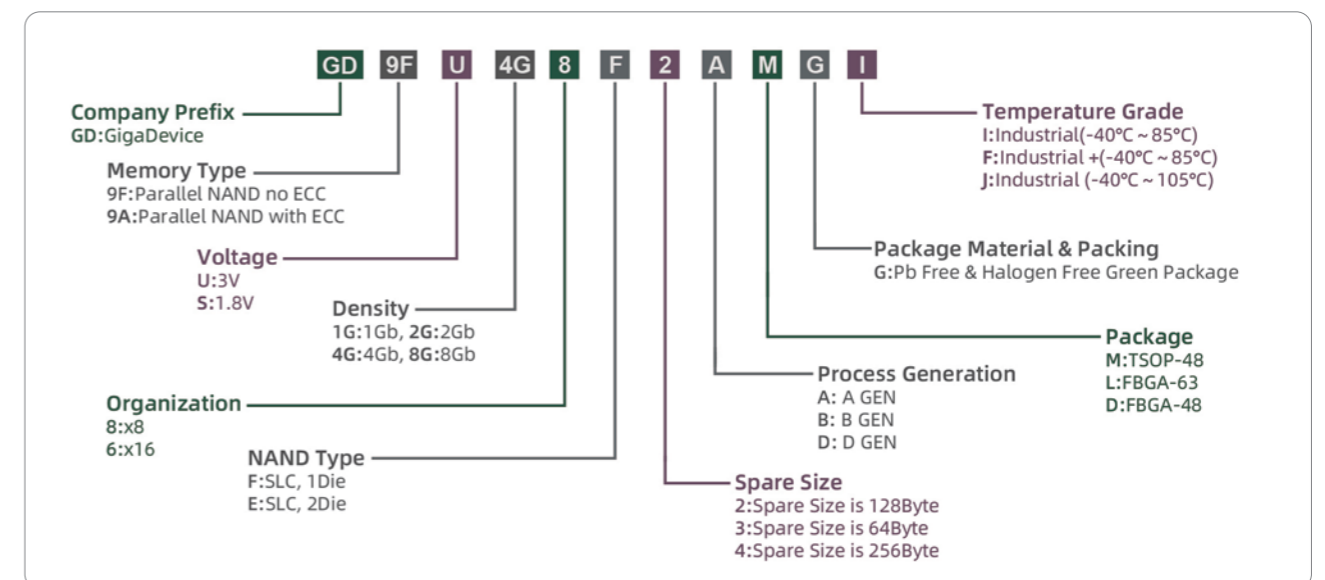 GD 9F U 4G 8 F 2 A M G I
Company Prefix
GD:GigaDevice
Memory Type
9F:Parallel NAND no ECC
9A:Parallel NAND with ECC
Voltage
U:3V
S:1.8V
Density
1G:1Gb, 2G:2Gb
4G:4Gb, 8G:8Gb
Organization
8:x8
6:x16
NAND Type
F:SLC, 1Die
E:SLC, 2Die
Temperature Grade
I:Industrial(-40℃ ~ 85℃)
F:Industrial +(-40℃ ~ 85℃)
J:Industrial (-40℃ ~ 105℃)
Package Material & Packing
G:Pb Free & Halogen Free Green Package
Package
M:TSOP-48
L:FBGA-63
D:FBGA-48
Process Generation
A: A GEN
B: B GEN
D: D GEN
Spare Size
2:Spare Size is 128Byte
3:Spare Size is 64Byte
4:Spare Size is 256Byte